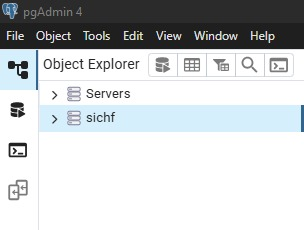 pgAdmin 4
File Object Tools Edit View Window Help
Object Explorer
Servers
sichf